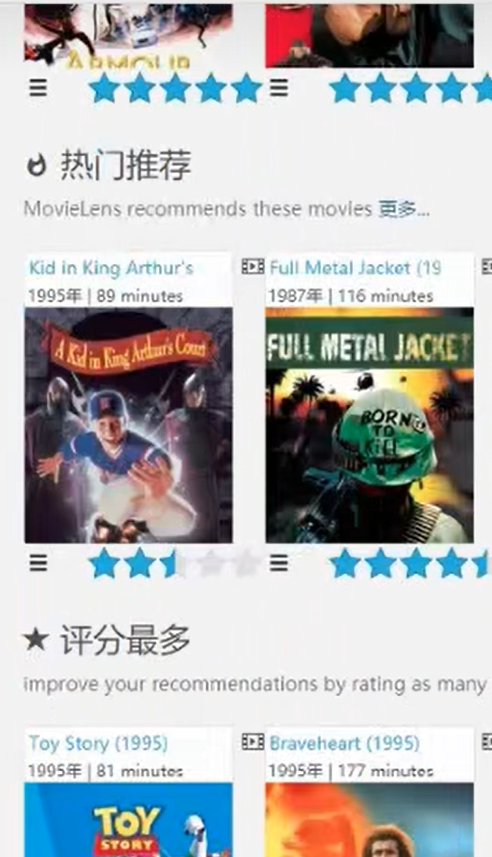 ARMOUR
热门推荐
MovieLens recommends these movies 更多...
Kid in King Arthur's
Full Metal Jacket (19
1995年 | 89 minutes
1987年 | 116 minutes
A Kid in King Arthur's Court
FULL METAL JACKET
BORN
TO
KILL
评分最多
improve your recommendations by rating as many
Toy Story (1995)
Braveheart (1995)
1995年 | 81 minutes
1995年 | 177 minutes
TOY
STORY